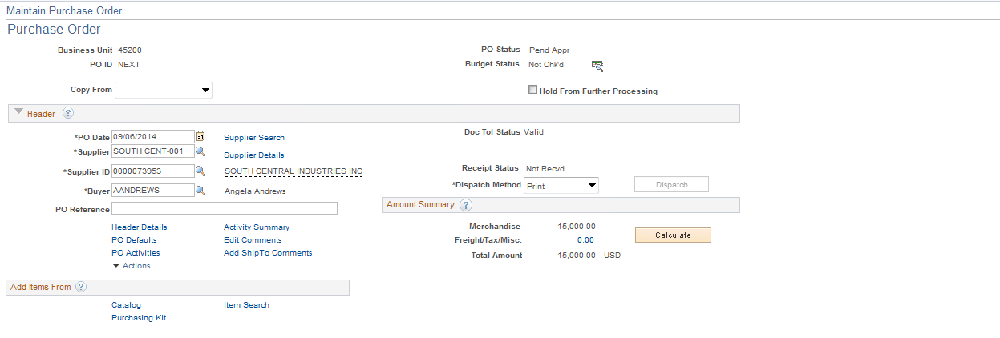 Maintain Purchase Order
Purchase Order
Business Unit 45200 PO Status Pend Appr
PO ID NEXT Budget Status Not Chk'd
Copy From Hold From Further Processing
Header ?
*PO Date 09/06/2014 31 Supplier Search Doc Tol Status Valid
*Supplier SOUTH CENT-001 Supplier Details
*Supplier ID 0000073953 SOUTH CENTRAL INDUSTRIES INC Receipt Status Not Recvd
*Buyer AANDREWS Angela Andrews *Dispatch Method Print Dispatch
PO Reference Amount Summary ?
Header Details Activity Summary Merchandise 15,000.00
PO Defaults Edit Comments Freight/Tax/Misc. 0.00 Calculate
PO Activities Add ShipTo Comments Total Amount 15,000.00 USD
Actions
Add Items From ?
Catalog Item Search
Purchasing Kit